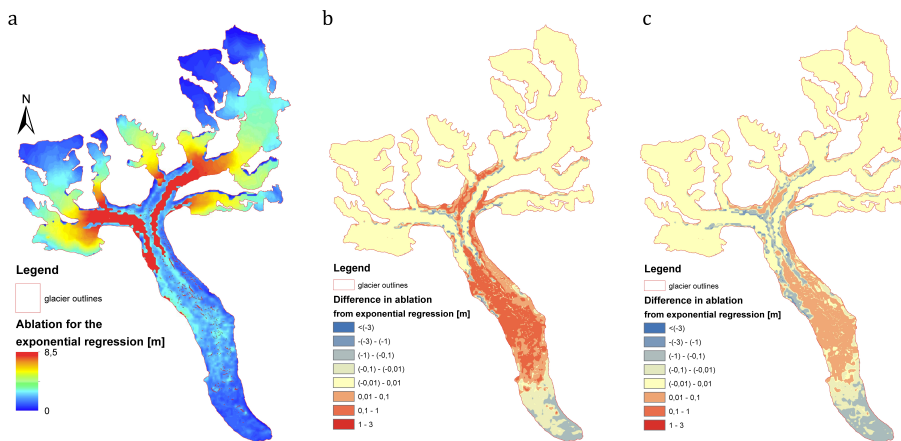 a
b
c
N
Legend
glacier outlines
Ablation for the
exponential regression [m]
8,5
0
Legend
glacier outlines
Difference in ablation
from exponential regression [m]
<(-3)
-(-3) - (-1)
(-1) - (-0,1)
(-0,1) - (-0,01)
(-0,01) - 0,01
0,01 - 0,1
0,1 - 1
1 - 3
Legend
glacier outlines
Difference in ablation
from exponential regression [m]
<(-3)
-(-3) - (-1)
(-1) - (-0,1)
(-0,1) - (-0,01)
(-0,01) - 0,01
0,01 - 0,1
0,1 - 1
1 - 3